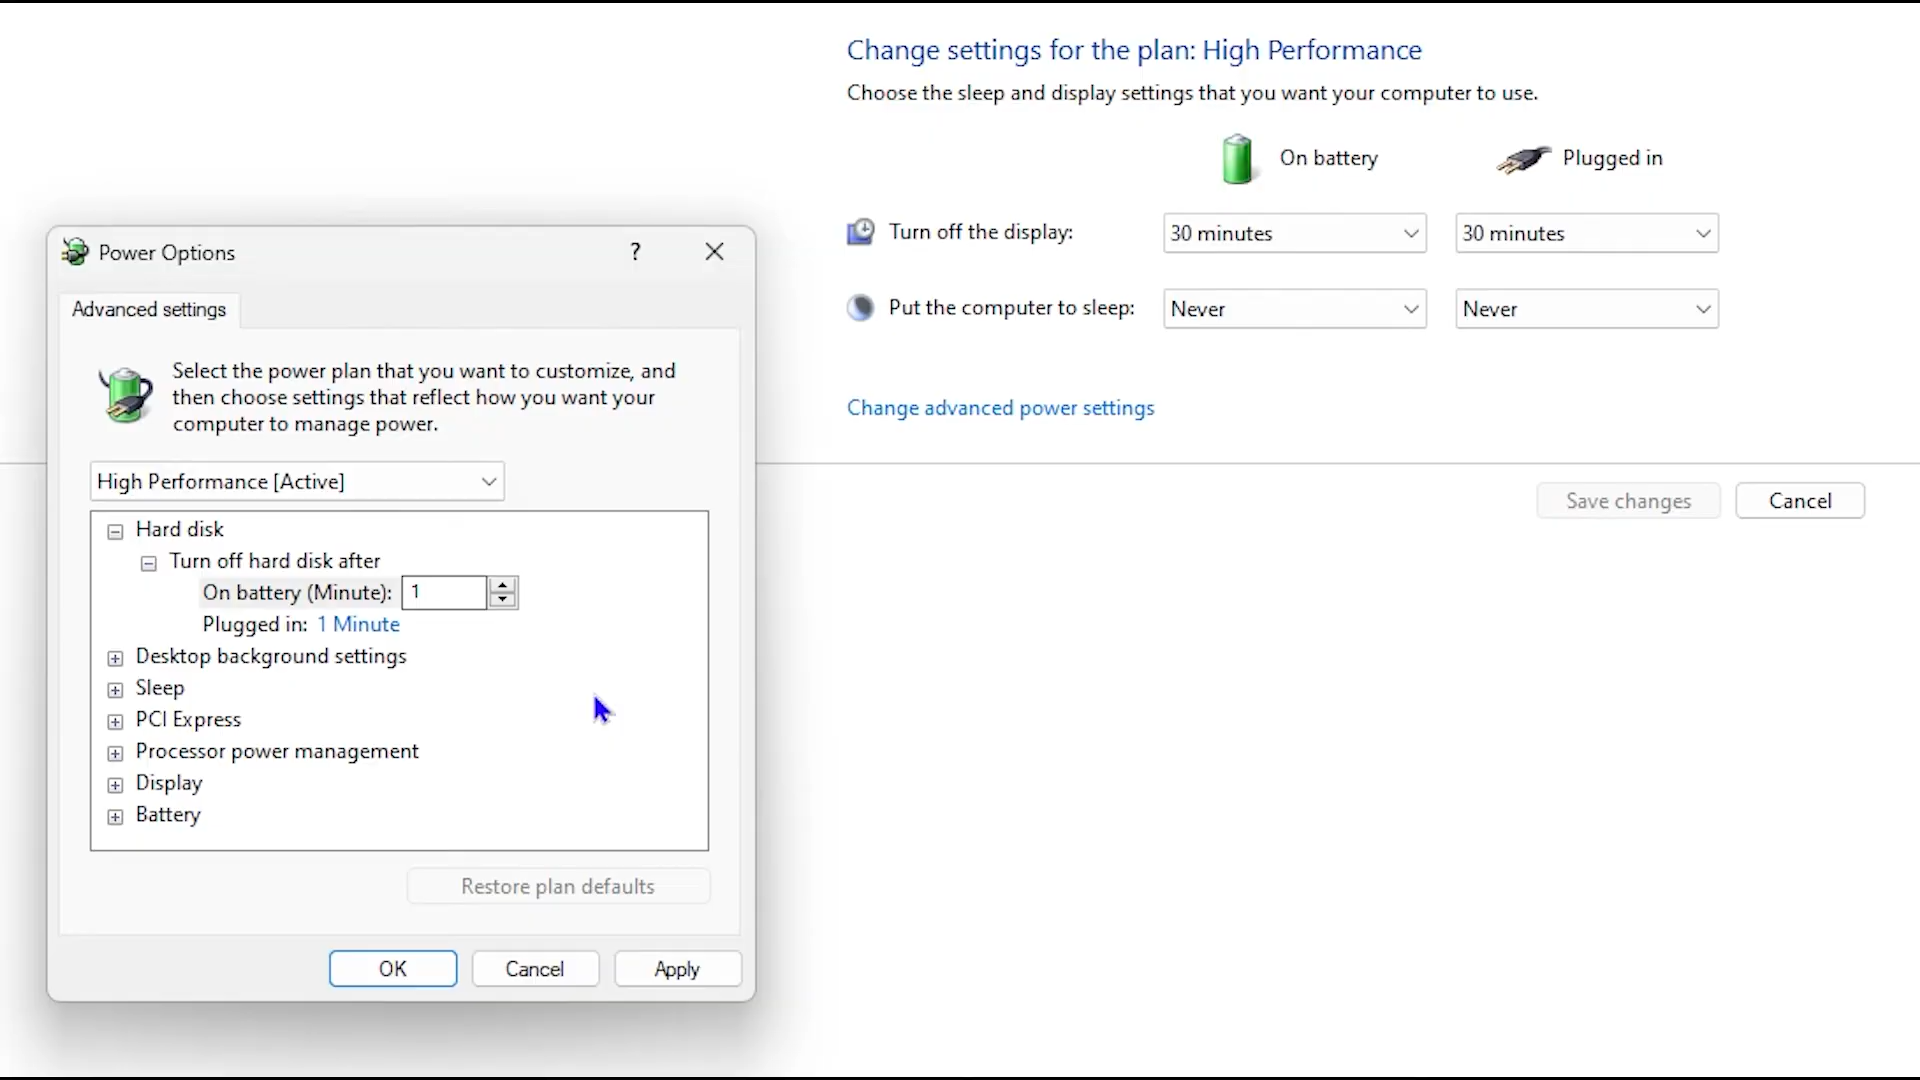 Change settings for the plan: High Performance
Choose the sleep and display settings that you want your computer to use.
On battery
Plugged in
Turn off the display:
30 minutes
30 minutes
Put the computer to sleep:
Never
Never
Change advanced power settings
Save changes
Cancel
Power Options
?
Advanced settings
Select the power plan that you want to customize, and
then choose settings that reflect how you want your
computer to manage power.
High Performance [Active]
Hard disk
Turn off hard disk after
On battery (Minute): 1
Plugged in: 1 Minute
Desktop background settings
Sleep
PCI Express
Processor power management
Display
Battery
Restore plan defaults
OK
Cancel
Apply